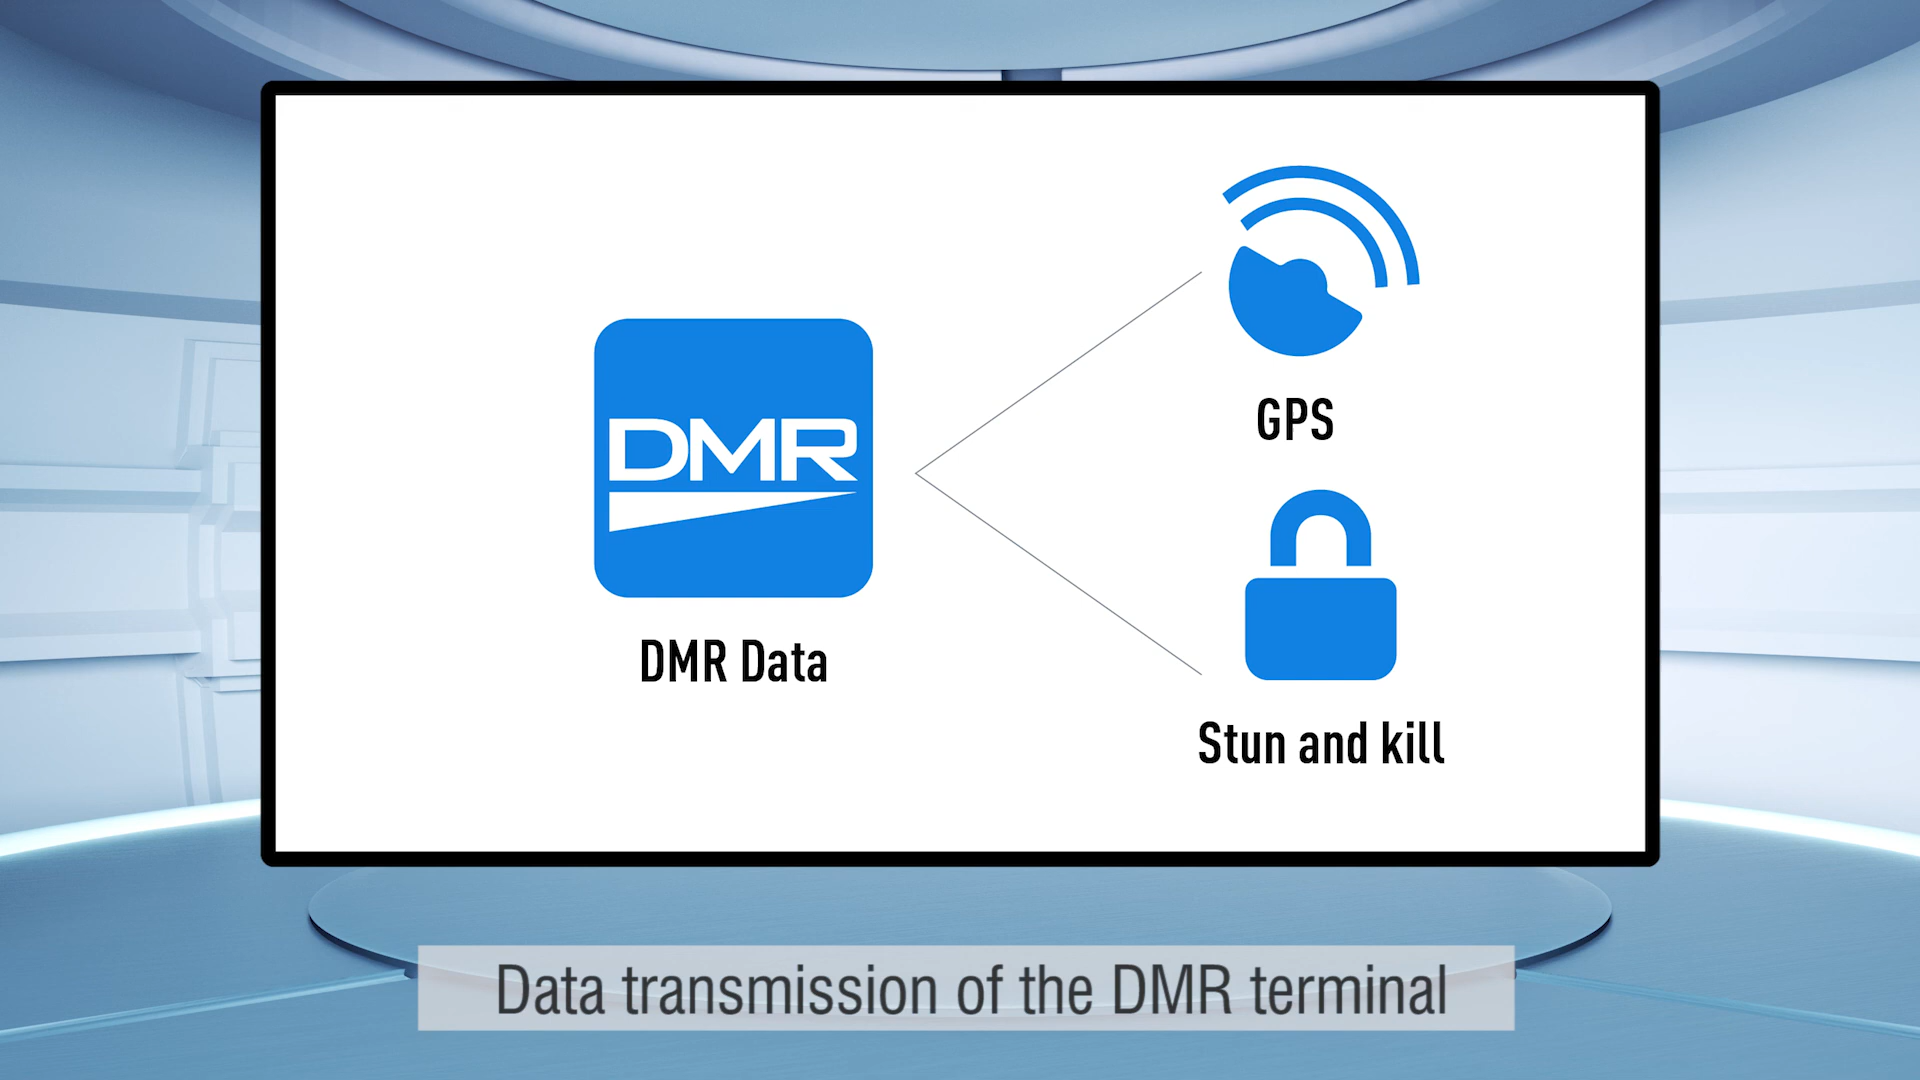 DMR
DMR Data
GPS
Stun and kill
Data transmission of the DMR terminal